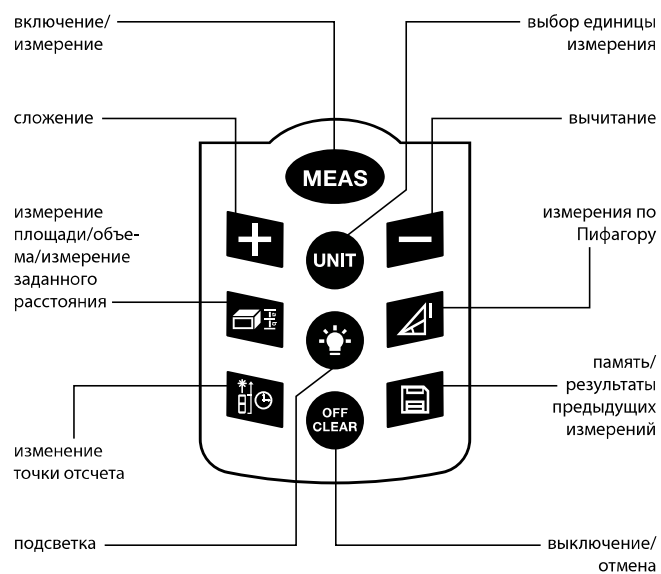 включение/
измерение
выбор единицы
измерения
сложение
вычитание
MEAS
измерение
площади/объе-
ма/измерение
заданного
расстояния
измерения по
Пифагору
UNIT
память/
результаты
предыдущих
измерений
OFF
CLEAR
изменение
точки отсчета
подсветка
выключение/
отмена